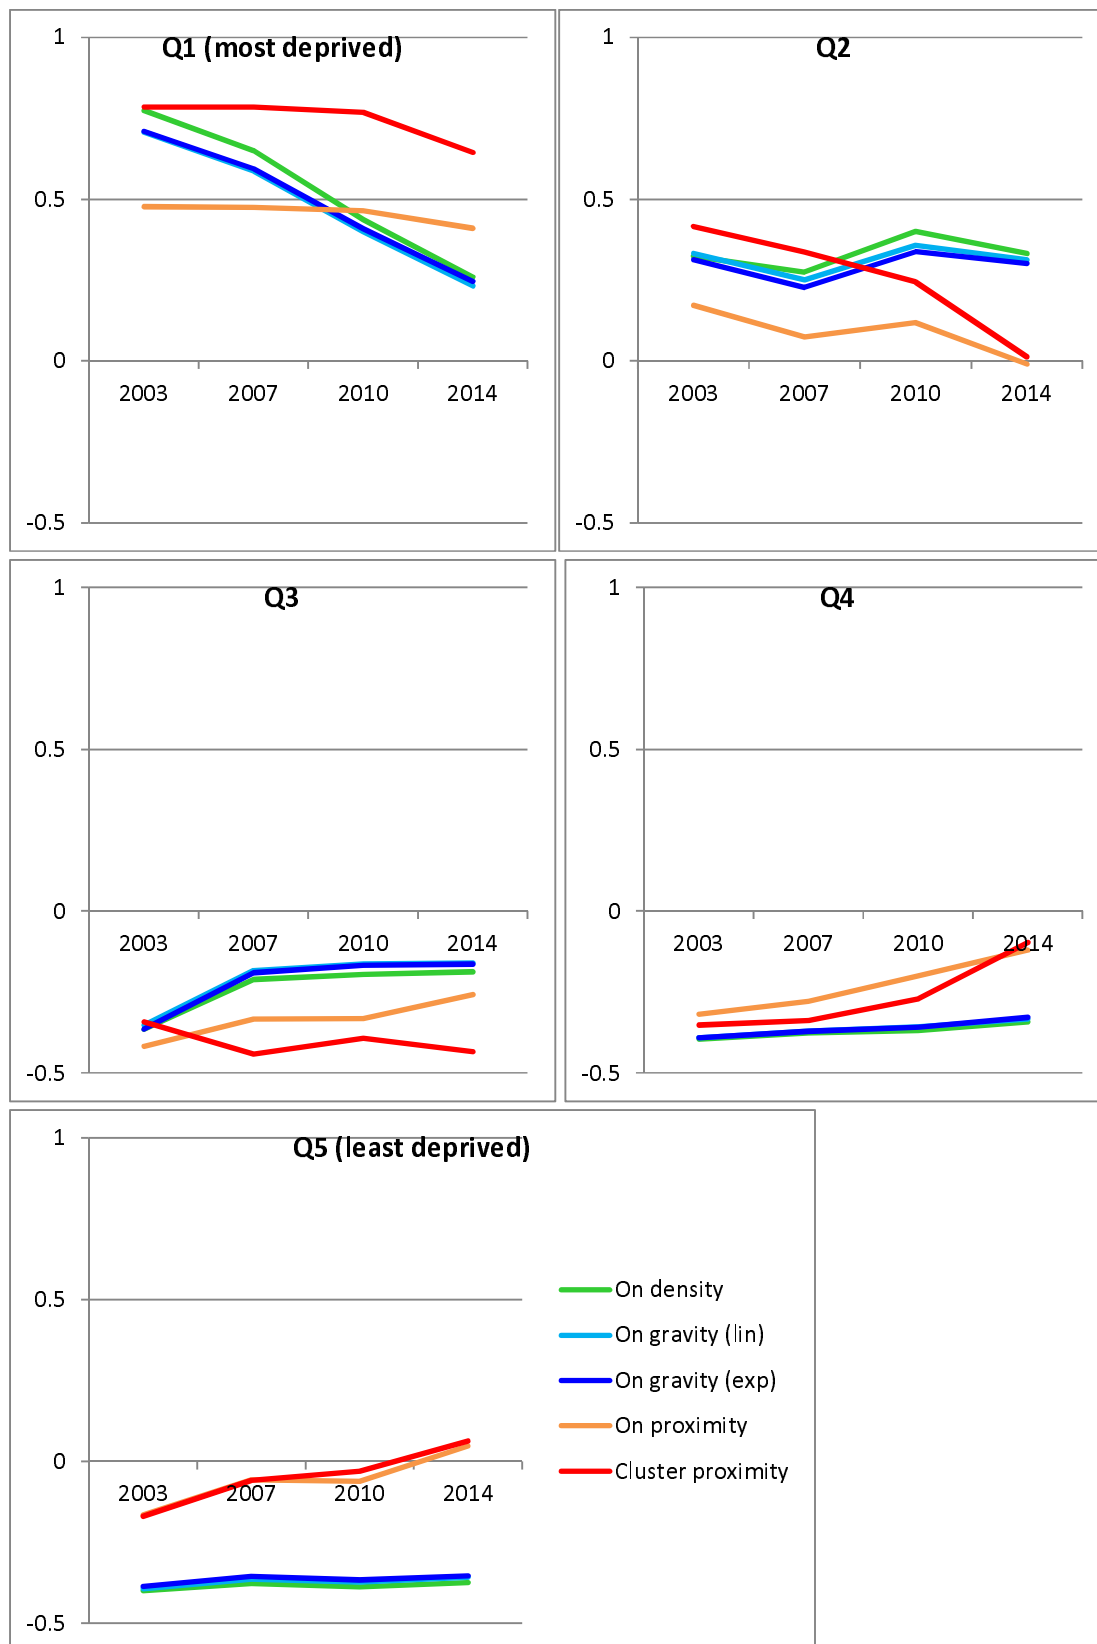 Q1 (most deprived)
1
0.5
0
-0.5
2003 2007 2010 2014
Q2
1
0.5
0
-0.5
2003 2007 2010 2014
Q3
1
0.5
0
-0.5
2003 2007 2010 2014
Q4
1
0.5
0
-0.5
2003 2007 2010 2014
Q5 (least deprived)
1
0.5
0
-0.5
2003 2007 2010 2014
On density
On gravity (lin)
On gravity (exp)
On proximity
Cluster proximity